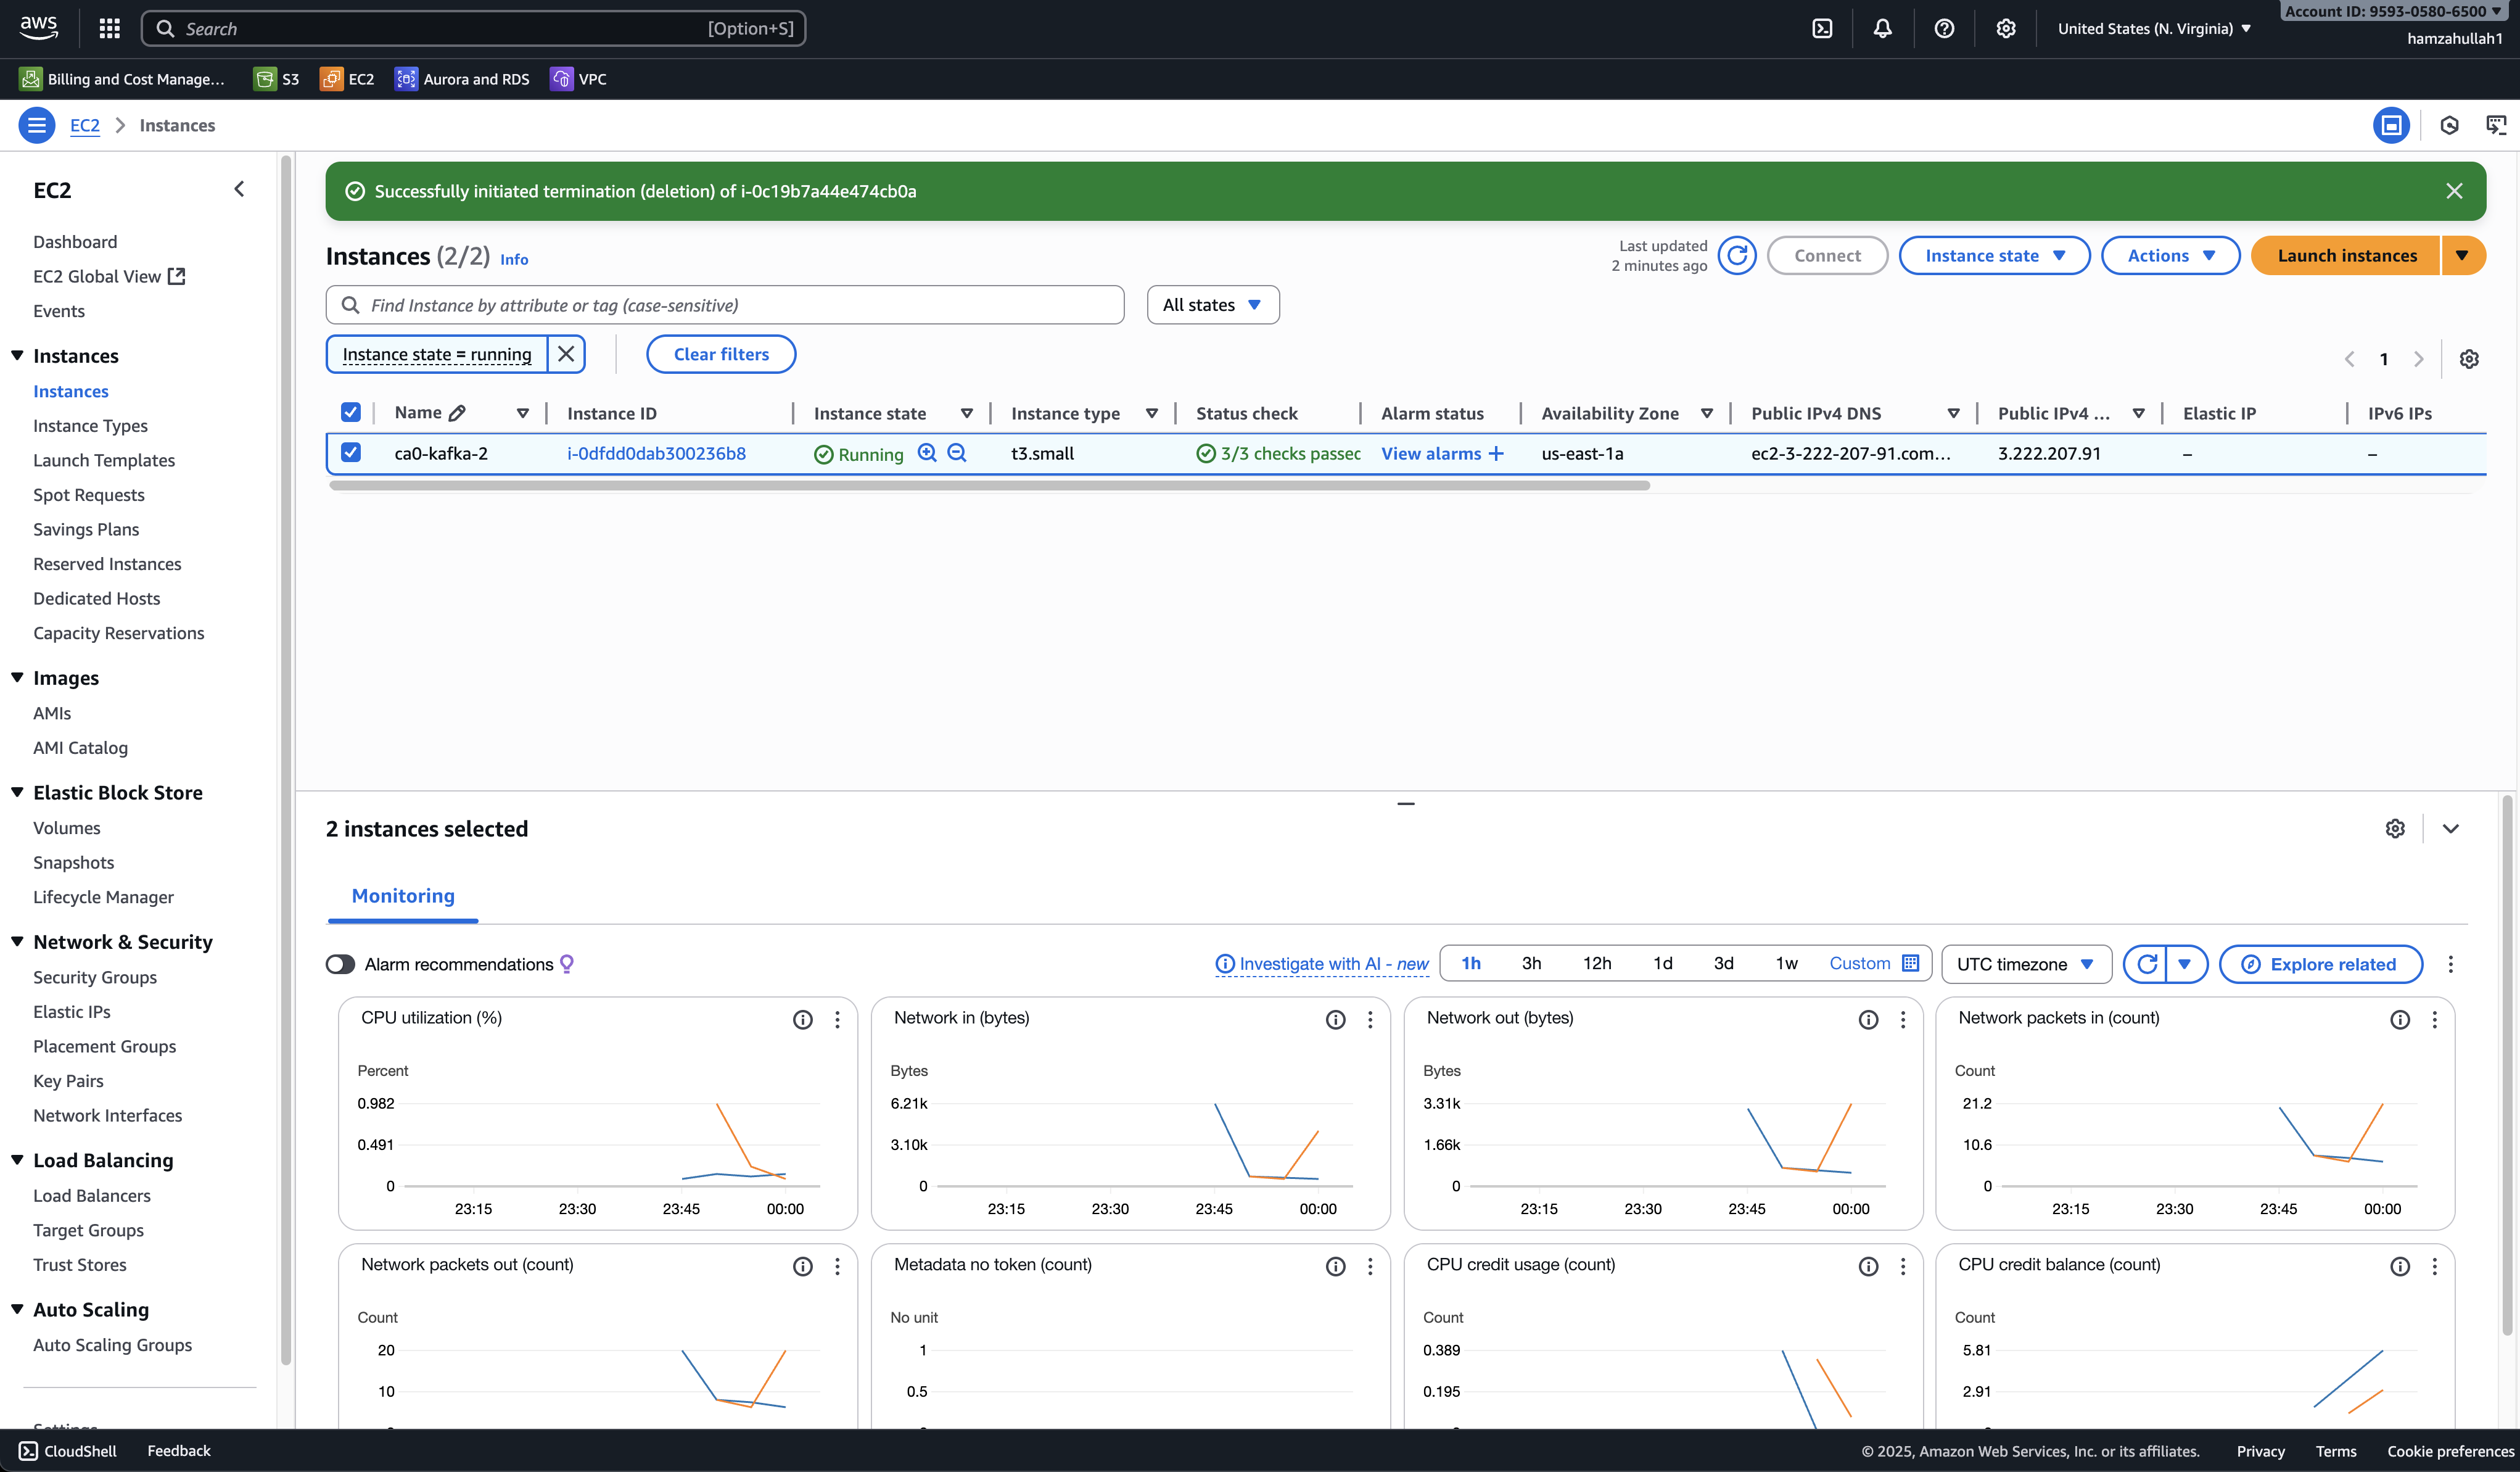 aws
Search [Option+S]
United States (N. Virginia)
Account ID: 9593-0580-6500
hamzahullah1
Billing and Cost Manage...
S3
EC2
Aurora and RDS
VPC
EC2 Instances
EC2
Dashboard
EC2 Global View
Events
Instances
Instances
Instance Types
Launch Templates
Spot Requests
Savings Plans
Reserved Instances
Dedicated Hosts
Capacity Reservations
Images
AMIs
AMI Catalog
Elastic Block Store
Volumes
Snapshots
Lifecycle Manager
Network & Security
Security Groups
Elastic IPs
Placement Groups
Key Pairs
Network Interfaces
Load Balancing
Load Balancers
Target Groups
Trust Stores
Auto Scaling
Auto Scaling Groups
Settings
Successfully initiated termination (deletion) of i-0c19b7a44e474cb0a
Instances (2/2) Info
Last updated
2 minutes ago
Connect
Instance state
Actions
Launch instances
Find Instance by attribute or tag (case-sensitive)
All states
Instance state = running
Clear filters
1
Name Instance ID Instance state Instance type Status check Alarm status Availability Zone Public IPv4 DNS Public IPv4 ... Elastic IP IPv6 IPs
ca0-kafka-2 i-0dfdd0dab300236b8 Running t3.small 3/3 checks passec View alarms + us-east-1a ec2-3-222-207-91.com... 3.222.207.91 – –
2 instances selected
Monitoring
Alarm recommendations
Investigate with AI - new
1h 3h 12h 1d 3d 1w Custom
UTC timezone
Explore related
CPU utilization (%)
Percent
0.982
0.491
0
23:15 23:30 23:45 00:00
Network in (bytes)
Bytes
6.21k
3.10k
0
23:15 23:30 23:45 00:00
Network out (bytes)
Bytes
3.31k
1.66k
0
23:15 23:30 23:45 00:00
Network packets in (count)
Count
21.2
10.6
0
23:15 23:30 23:45 00:00
Network packets out (count)
Count
20
10
Metadata no token (count)
No unit
1
0.5
CPU credit usage (count)
Count
0.389
0.195
CPU credit balance (count)
Count
5.81
2.91
CloudShell
Feedback
© 2025, Amazon Web Services, Inc. or its affiliates.
Privacy
Terms
Cookie preferences